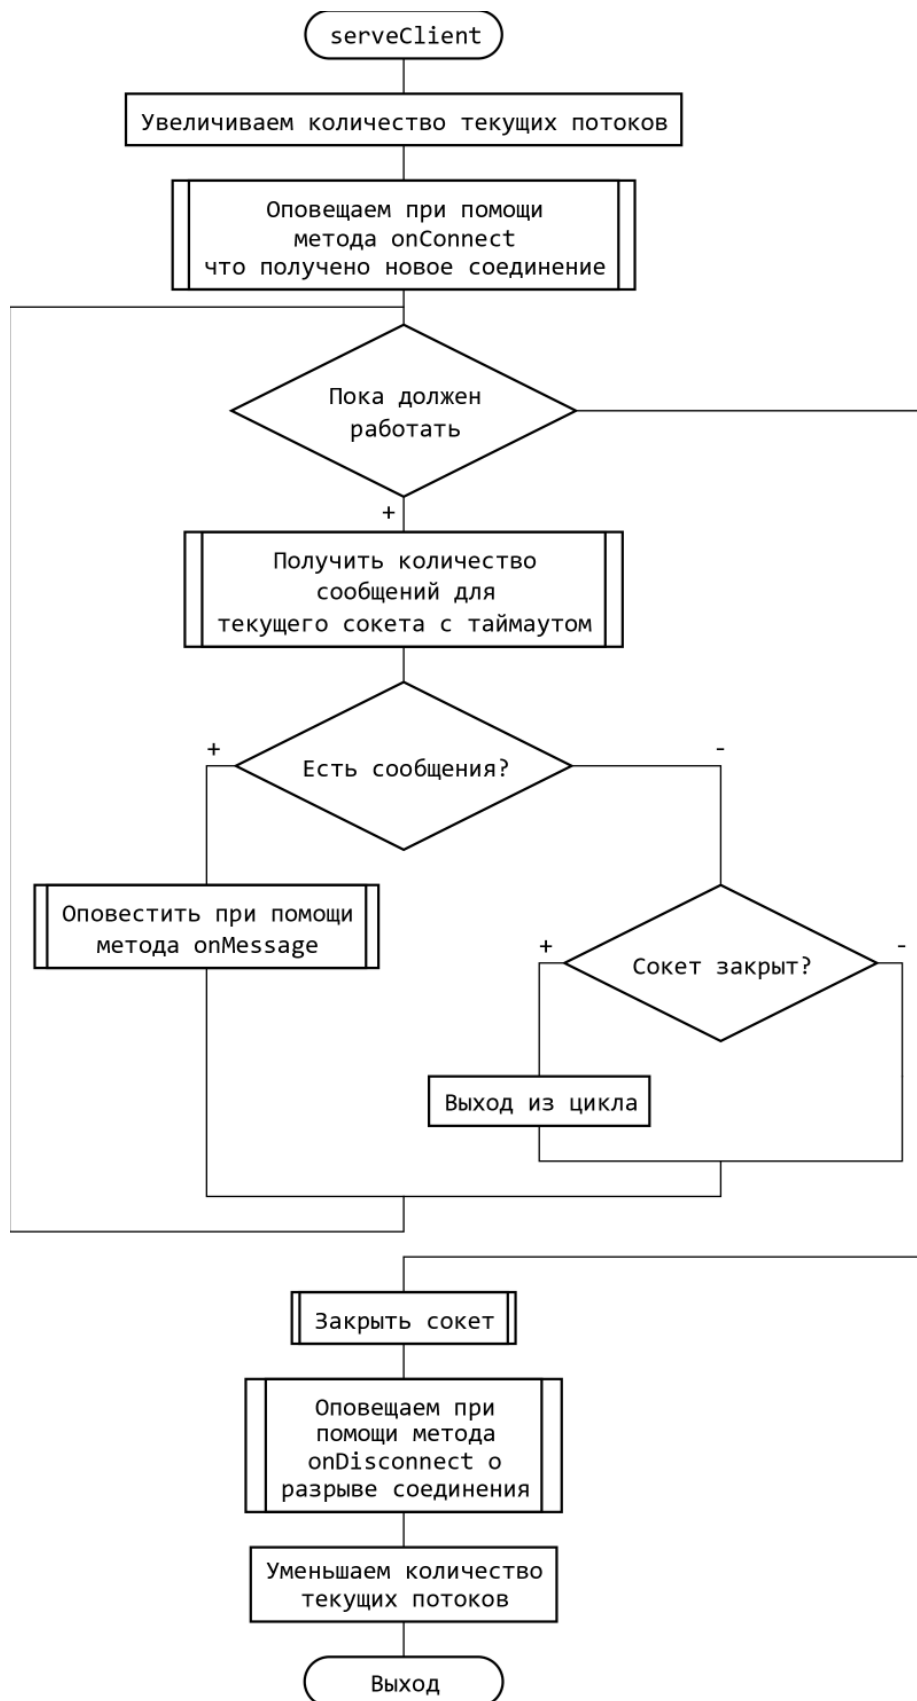 serveClient
Увеличиваем количество текущих потоков
Оповещаем при помощи
метода onConnect
что получено новое соединение
Пока должен
работать
+
Получить количество
сообщений для
текущего сокета с таймаутом
+
-
Есть сообщения?
Оповестить при помощи
метода onMessage
+
-
Сокет закрыт?
Выход из цикла
Закрыть сокет
Оповещаем при
помощи метода
onDisconnect о
разрыве соединения
Уменьшаем количество
текущих потоков
Выход